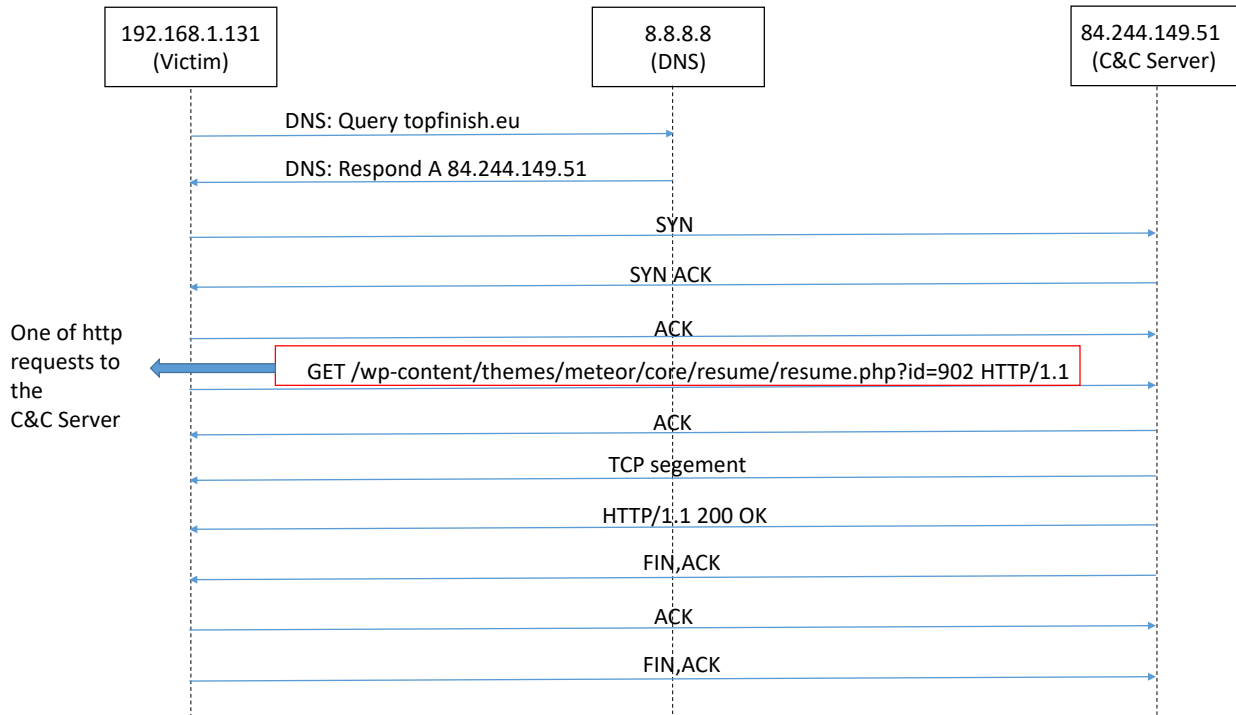 192.168.1.131
(Victim)
8.8.8.8
(DNS)
84.244.149.51
(C&C Server)
DNS: Query topfinish.eu
DNS: Respond A 84.244.149.51
SYN
SYN ACK
ACK
One of http
requests to
the
C&C Server
GET /wp-content/themes/meteor/core/resume/resume.php?id=902 HTTP/1.1
ACK
TCP segement
HTTP/1.1 200 OK
FIN,ACK
ACK
FIN,ACK